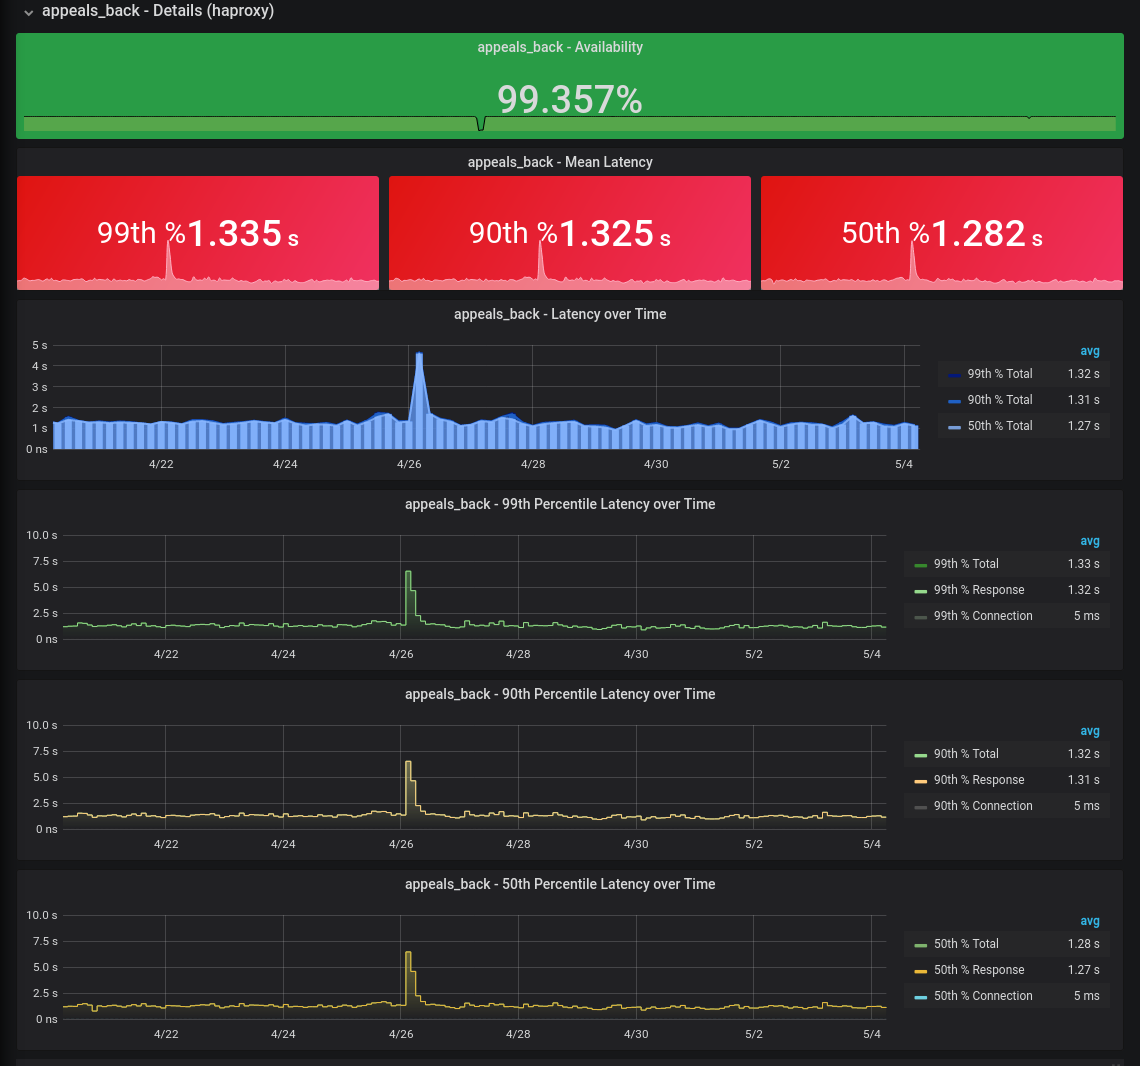 appeals_back - Details (haproxy)
appeals_back - Availability
99.357%
appeals_back - Mean Latency
99th %1.335 s
90th %1.325 s
50th %1.282 s
appeals_back - Latency over Time
5 s
4 s
3 s
2 s
1 s
0 ns
4/22 4/24 4/26 4/28 4/30 5/2 5/4
avg
99th % Total 1.32 s
90th % Total 1.31 s
50th % Total 1.27 s
appeals_back - 99th Percentile Latency over Time
10.0 s
7.5 s
5.0 s
2.5 s
0 ns
4/22 4/24 4/26 4/28 4/30 5/2 5/4
avg
99th % Total 1.33 s
99th % Response 1.32 s
99th % Connection 5 ms
appeals_back - 90th Percentile Latency over Time
10.0 s
7.5 s
5.0 s
2.5 s
0 ns
4/22 4/24 4/26 4/28 4/30 5/2 5/4
avg
90th % Total 1.32 s
90th % Response 1.31 s
90th % Connection 5 ms
appeals_back - 50th Percentile Latency over Time
10.0 s
7.5 s
5.0 s
2.5 s
0 ns
4/22 4/24 4/26 4/28 4/30 5/2 5/4
avg
50th % Total 1.28 s
50th % Response 1.27 s
50th % Connection 5 ms